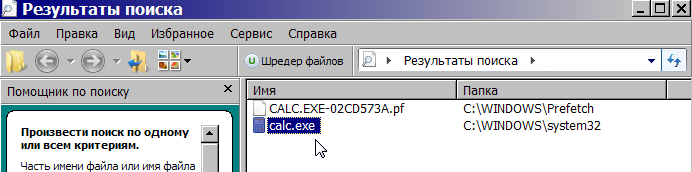 Результаты поиска
Файл Правка Вид Избранное Сервис Справка
Шредер файлов Результаты поиска
Помощник по поиску
Имя Папка
CALC.EXE-02CD573A.pf C:\WINDOWS\Prefetch
calc.exe C:\WINDOWS\system32
Произвести поиск по одному
или всем критериям.
Часть имени файла или имя файла